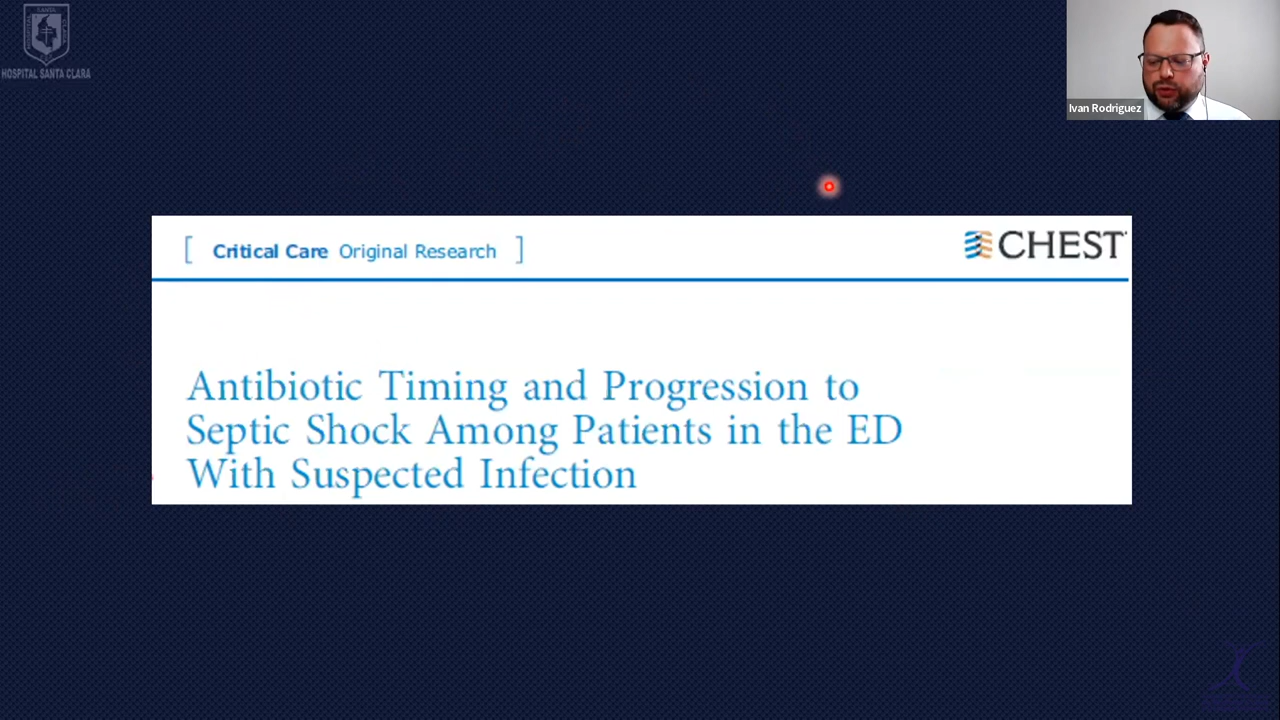 HOSPITAL SANTA CLARA
Ivan Rodriguez
[ Critical Care Original Research ]
CHEST
Antibiotic Timing and Progression to
Septic Shock Among Patients in the ED
With Suspected Infection